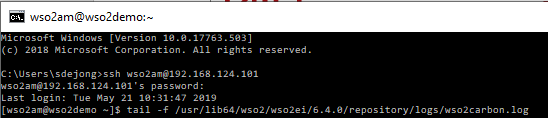 wso2am@wso2demo:~
Microsoft Windows [Version 10.0.17763.503]
(c) 2018 Microsoft Corporation. All rights reserved.
C:\Users\sdejong>ssh wso2am@192.168.124.101
wso2am@192.168.124.101's password:
Last login: Tue May 21 10:31:47 2019
[wso2am@wso2demo ~]$ tail -f /usr/lib64/wso2/wso2ei/6.4.0/repository/logs/wso2carbon.log